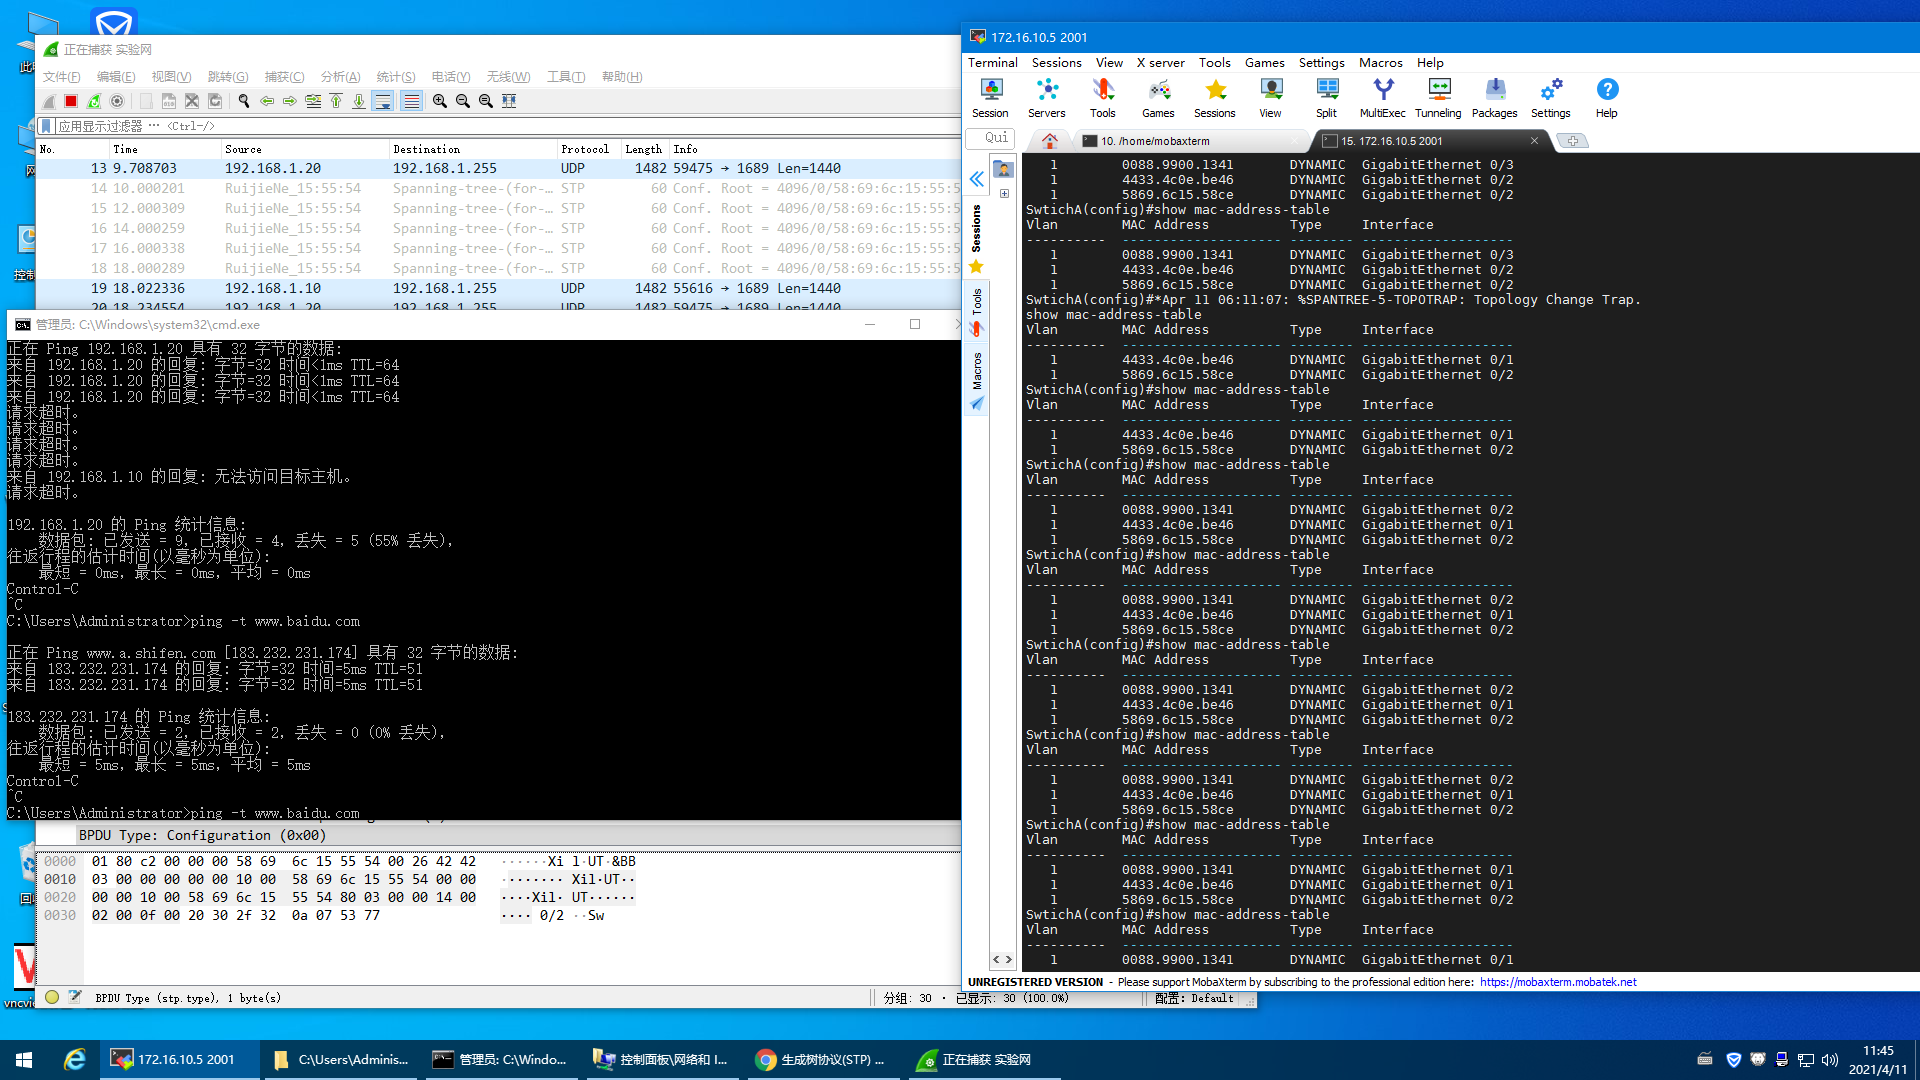 正在捕获 实验网
文件(F) 编辑(E) 视图(V) 跳转(G) 捕获(C) 分析(A) 统计(S) 电话(Y) 无线(W) 工具(T) 帮助(H)
应用显示过滤器 … <Ctrl-/>
No. Time Source Destination Protocol Length Info
13 9.708703 192.168.1.20 192.168.1.255 UDP 1482 59475 → 1689 Len=1440
14 10.000201 RuijieNe_15:55:54 Spanning-tree-(for-… STP 60 Conf. Root = 4096/0/58:69:6c:15:55:5
15 12.000309 RuijieNe_15:55:54 Spanning-tree-(for-… STP 60 Conf. Root = 4096/0/58:69:6c:15:55:5
16 14.000259 RuijieNe_15:55:54 Spanning-tree-(for-… STP 60 Conf. Root = 4096/0/58:69:6c:15:55:5
17 16.000338 RuijieNe_15:55:54 Spanning-tree-(for-… STP 60 Conf. Root = 4096/0/58:69:6c:15:55:5
18 18.000289 RuijieNe_15:55:54 Spanning-tree-(for-… STP 60 Conf. Root = 4096/0/58:69:6c:15:55:5
19 18.022336 192.168.1.10 192.168.1.255 UDP 1482 55616 → 1689 Len=1440
20 18.234554 192.168.1.20 192.168.1.255 UDP 1482 59475 → 1689 Len=1440
管理员: C:\Windows\system32\cmd.exe
正在 Ping 192.168.1.20 具有 32 字节的数据:
来自 192.168.1.20 的回复: 字节=32 时间<1ms TTL=64
来自 192.168.1.20 的回复: 字节=32 时间<1ms TTL=64
来自 192.168.1.20 的回复: 字节=32 时间<1ms TTL=64
请求超时。
请求超时。
请求超时。
请求超时。
来自 192.168.1.10 的回复: 无法访问目标主机。
请求超时。
192.168.1.20 的 Ping 统计信息:
数据包: 已发送 = 9，已接收 = 4，丢失 = 5 (55% 丢失)，
往返行程的估计时间(以毫秒为单位):
最短 = 0ms，最长 = 0ms，平均 = 0ms
Control-C
^C
C:\Users\Administrator>ping -t www.baidu.com
正在 Ping www.a.shifen.com [183.232.231.174] 具有 32 字节的数据:
来自 183.232.231.174 的回复: 字节=32 时间=5ms TTL=51
来自 183.232.231.174 的回复: 字节=32 时间=5ms TTL=51
183.232.231.174 的 Ping 统计信息:
数据包: 已发送 = 2，已接收 = 2，丢失 = 0 (0% 丢失)，
往返行程的估计时间(以毫秒为单位):
最短 = 5ms，最长 = 5ms，平均 = 5ms
Control-C
^C
C:\Users\Administrator>ping -t www.baidu.com
BPDU Type: Configuration (0x00)
0000 01 80 c2 00 00 00 58 69 6c 15 55 54 00 26 42 42 ······Xi l·UT·&BB
0010 03 00 00 00 00 00 10 00 58 69 6c 15 55 54 00 00 ········ Xil·UT··
0020 00 00 10 00 58 69 6c 15 55 54 80 03 00 00 14 00 ····Xil· UT······
0030 02 00 0f 00 20 30 2f 32 0a 07 53 77 ···· 0/2 ··Sw
BPDU Type (stp.type), 1 byte(s)
分组: 30 · 已显示: 30 (100.0%)
配置: Default
172.16.10.5 2001
Terminal Sessions View X server Tools Games Settings Macros Help
Session Servers Tools Games Sessions View Split MultiExec Tunneling Packages Settings Help
Qui
10. /home/mobaxterm
15. 172.16.10.5 2001
Sessions
Tools
Macros
1 0088.9900.1341 DYNAMIC GigabitEthernet 0/3
1 4433.4c0e.be46 DYNAMIC GigabitEthernet 0/2
1 5869.6c15.58ce DYNAMIC GigabitEthernet 0/2
SwtichA(config)#show mac-address-table
Vlan MAC Address Type Interface
---------- -------------------- -------- -------------------
1 0088.9900.1341 DYNAMIC GigabitEthernet 0/3
1 4433.4c0e.be46 DYNAMIC GigabitEthernet 0/2
1 5869.6c15.58ce DYNAMIC GigabitEthernet 0/2
SwtichA(config)#*Apr 11 06:11:07: %SPANTREE-5-TOPOTRAP: Topology Change Trap.
show mac-address-table
Vlan MAC Address Type Interface
---------- -------------------- -------- -------------------
1 4433.4c0e.be46 DYNAMIC GigabitEthernet 0/1
1 5869.6c15.58ce DYNAMIC GigabitEthernet 0/2
SwtichA(config)#show mac-address-table
Vlan MAC Address Type Interface
---------- -------------------- -------- -------------------
1 4433.4c0e.be46 DYNAMIC GigabitEthernet 0/1
1 5869.6c15.58ce DYNAMIC GigabitEthernet 0/2
SwtichA(config)#show mac-address-table
Vlan MAC Address Type Interface
---------- -------------------- -------- -------------------
1 0088.9900.1341 DYNAMIC GigabitEthernet 0/2
1 4433.4c0e.be46 DYNAMIC GigabitEthernet 0/1
1 5869.6c15.58ce DYNAMIC GigabitEthernet 0/2
SwtichA(config)#show mac-address-table
Vlan MAC Address Type Interface
---------- -------------------- -------- -------------------
1 0088.9900.1341 DYNAMIC GigabitEthernet 0/2
1 4433.4c0e.be46 DYNAMIC GigabitEthernet 0/1
1 5869.6c15.58ce DYNAMIC GigabitEthernet 0/2
SwtichA(config)#show mac-address-table
Vlan MAC Address Type Interface
---------- -------------------- -------- -------------------
1 0088.9900.1341 DYNAMIC GigabitEthernet 0/2
1 4433.4c0e.be46 DYNAMIC GigabitEthernet 0/1
1 5869.6c15.58ce DYNAMIC GigabitEthernet 0/2
SwtichA(config)#show mac-address-table
Vlan MAC Address Type Interface
---------- -------------------- -------- -------------------
1 0088.9900.1341 DYNAMIC GigabitEthernet 0/2
1 4433.4c0e.be46 DYNAMIC GigabitEthernet 0/1
1 5869.6c15.58ce DYNAMIC GigabitEthernet 0/2
SwtichA(config)#show mac-address-table
Vlan MAC Address Type Interface
---------- -------------------- -------- -------------------
1 0088.9900.1341 DYNAMIC GigabitEthernet 0/1
1 4433.4c0e.be46 DYNAMIC GigabitEthernet 0/1
1 5869.6c15.58ce DYNAMIC GigabitEthernet 0/2
SwtichA(config)#show mac-address-table
Vlan MAC Address Type Interface
---------- -------------------- -------- -------------------
1 0088.9900.1341 DYNAMIC GigabitEthernet 0/1
UNREGISTERED VERSION - Please support MobaXterm by subscribing to the professional edition here: https://mobaxterm.mobatek.net
此
网
控制
回
vncvie
172.16.10.5 2001
C:\Users\Adminis...
管理员: C:\Windo...
控制面板\网络和 I...
生成树协议(STP) ...
正在捕获 实验网
11:45
2021/4/11